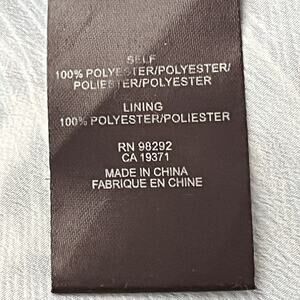 SELF
100% POLYESTER/POLYESTER/
POLIESTER/POLYESTER
LINING
100% POLYESTER/POLIESTER
RN 98292
CA 19371
MADE IN CHINA
FABRIQUE EN CHINE